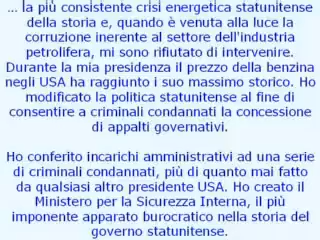 ... la più consistente crisi energetica statunitense
della storia e, quando è venuta alla luce la
corruzione inerente al settore dell'industria
petrolifera, mi sono rifiutato di intervenire.
Durante la mia presidenza il prezzo della benzina
negli USA ha raggiunto i suo massimo storico. Ho
modificato la politica statunitense al fine di
consentire a criminali condannati la concessione
di appalti governativi.
Ho conferito incarichi amministrativi ad una serie
di criminali condannati, più di quanto mai fatto
da qualsiasi altro presidente USA. Ho creato il
Ministero per la Sicurezza Interna, il più
imponente apparato burocratico nella storia del
governo statunitense.